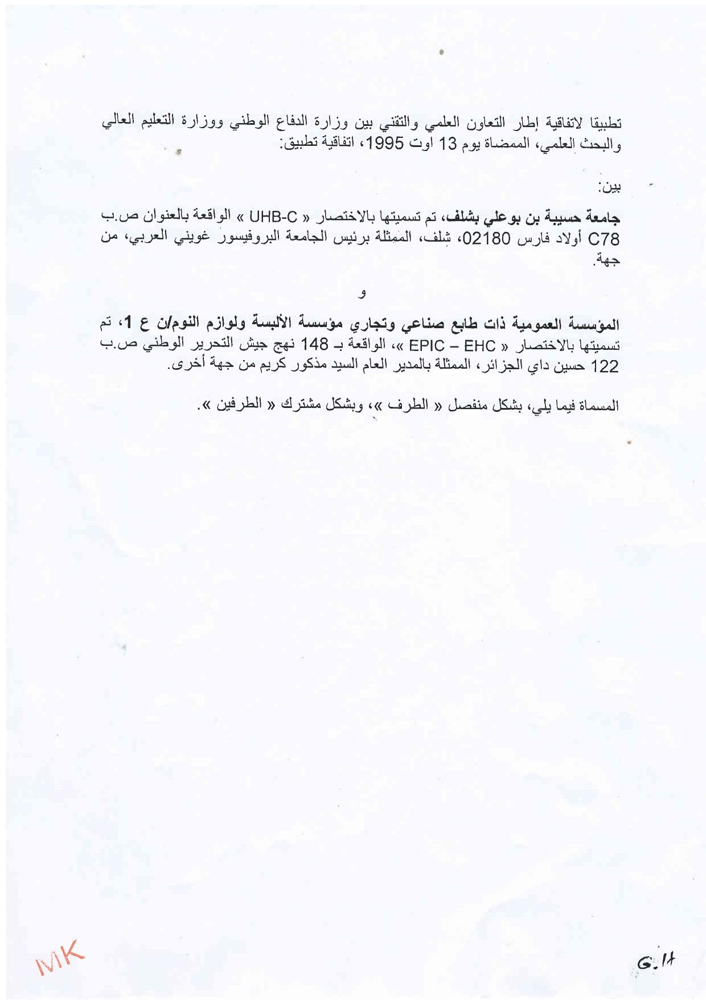 تطبيقا لاتفاقية إطار التعاون العلمي والتقني بين وزارة الدفاع الوطني ووزارة التعليم العالي
والبحث العلمي، الممضاة يوم 13 اوت 1995، اتفاقية تطبيق:
بين:
جامعة حسيبة بن بوعلي بشلف، تم تسميتها بالاختصار « UHB-C » الواقعة بالعنوان ص.ب
C78 أولاد فارس 02180، شلف، الممثلة برئيس الجامعة البروفيسور غويني العربي، من
جهة.
و
المؤسسة العمومية ذات طابع صناعي وتجاري مؤسسة الألبسة ولوازم النوم/ن ع 1، تم
تسميتها بالاختصار « EPIC – EHC »، الواقعة بـ 148 نهج جيش التحرير الوطني ص.ب
122 حسين داي الجزائر، الممثلة بالمدير العام السيد مذكور كريم من جهة أخرى.
المسماة فيما يلي، بشكل منفصل « الطرف »، وبشكل مشترك « الطرفين ».
MK
G.H